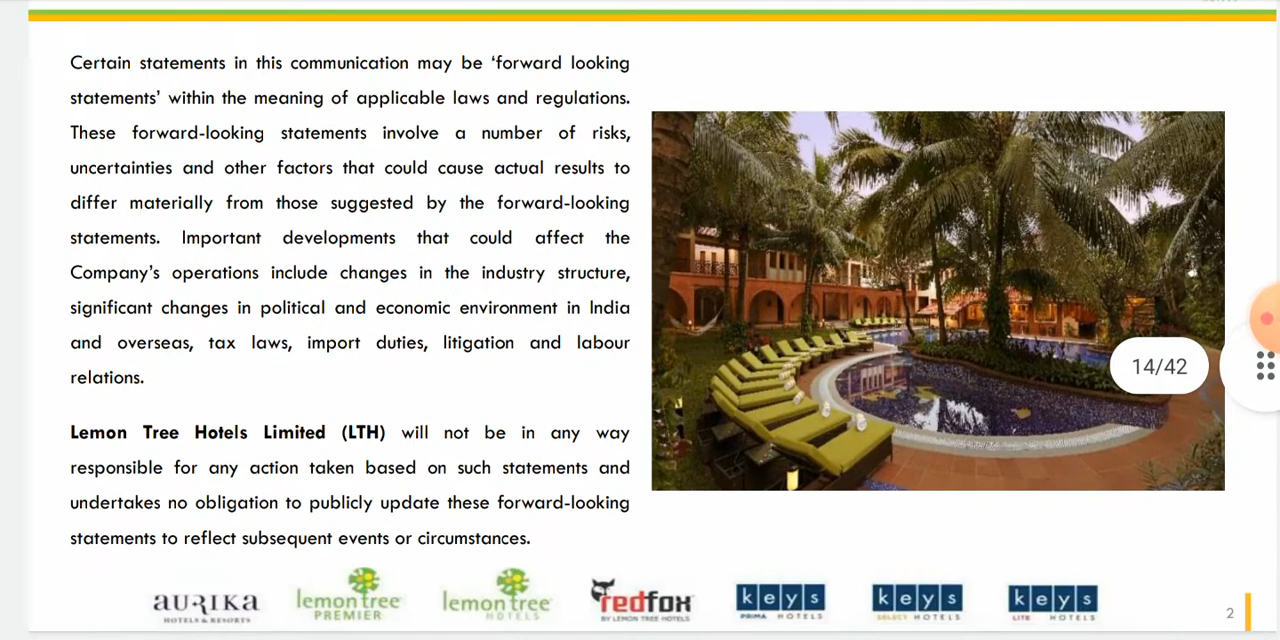 Certain statements in this communication may be ‘forward looking
statements’ within the meaning of applicable laws and regulations.
These forward-looking statements involve a number of risks,
uncertainties and other factors that could cause actual results to
differ materially from those suggested by the forward-looking
statements. Important developments that could affect the
Company’s operations include changes in the industry structure,
significant changes in political and economic environment in India
and overseas, tax laws, import duties, litigation and labour
relations.
Lemon Tree Hotels Limited (LTH) will not be in any way
responsible for any action taken based on such statements and
undertakes no obligation to publicly update these forward-looking
statements to reflect subsequent events or circumstances.
14/42
AURIKA
HOTELS & RESORTS
lemon tree
PREMIER
lemon tree
HOTELS
redfox
BY LEMON TREE HOTELS
keys
PRIMA HOTELS
keys
SELECT HOTELS
keys
LITE HOTELS
2